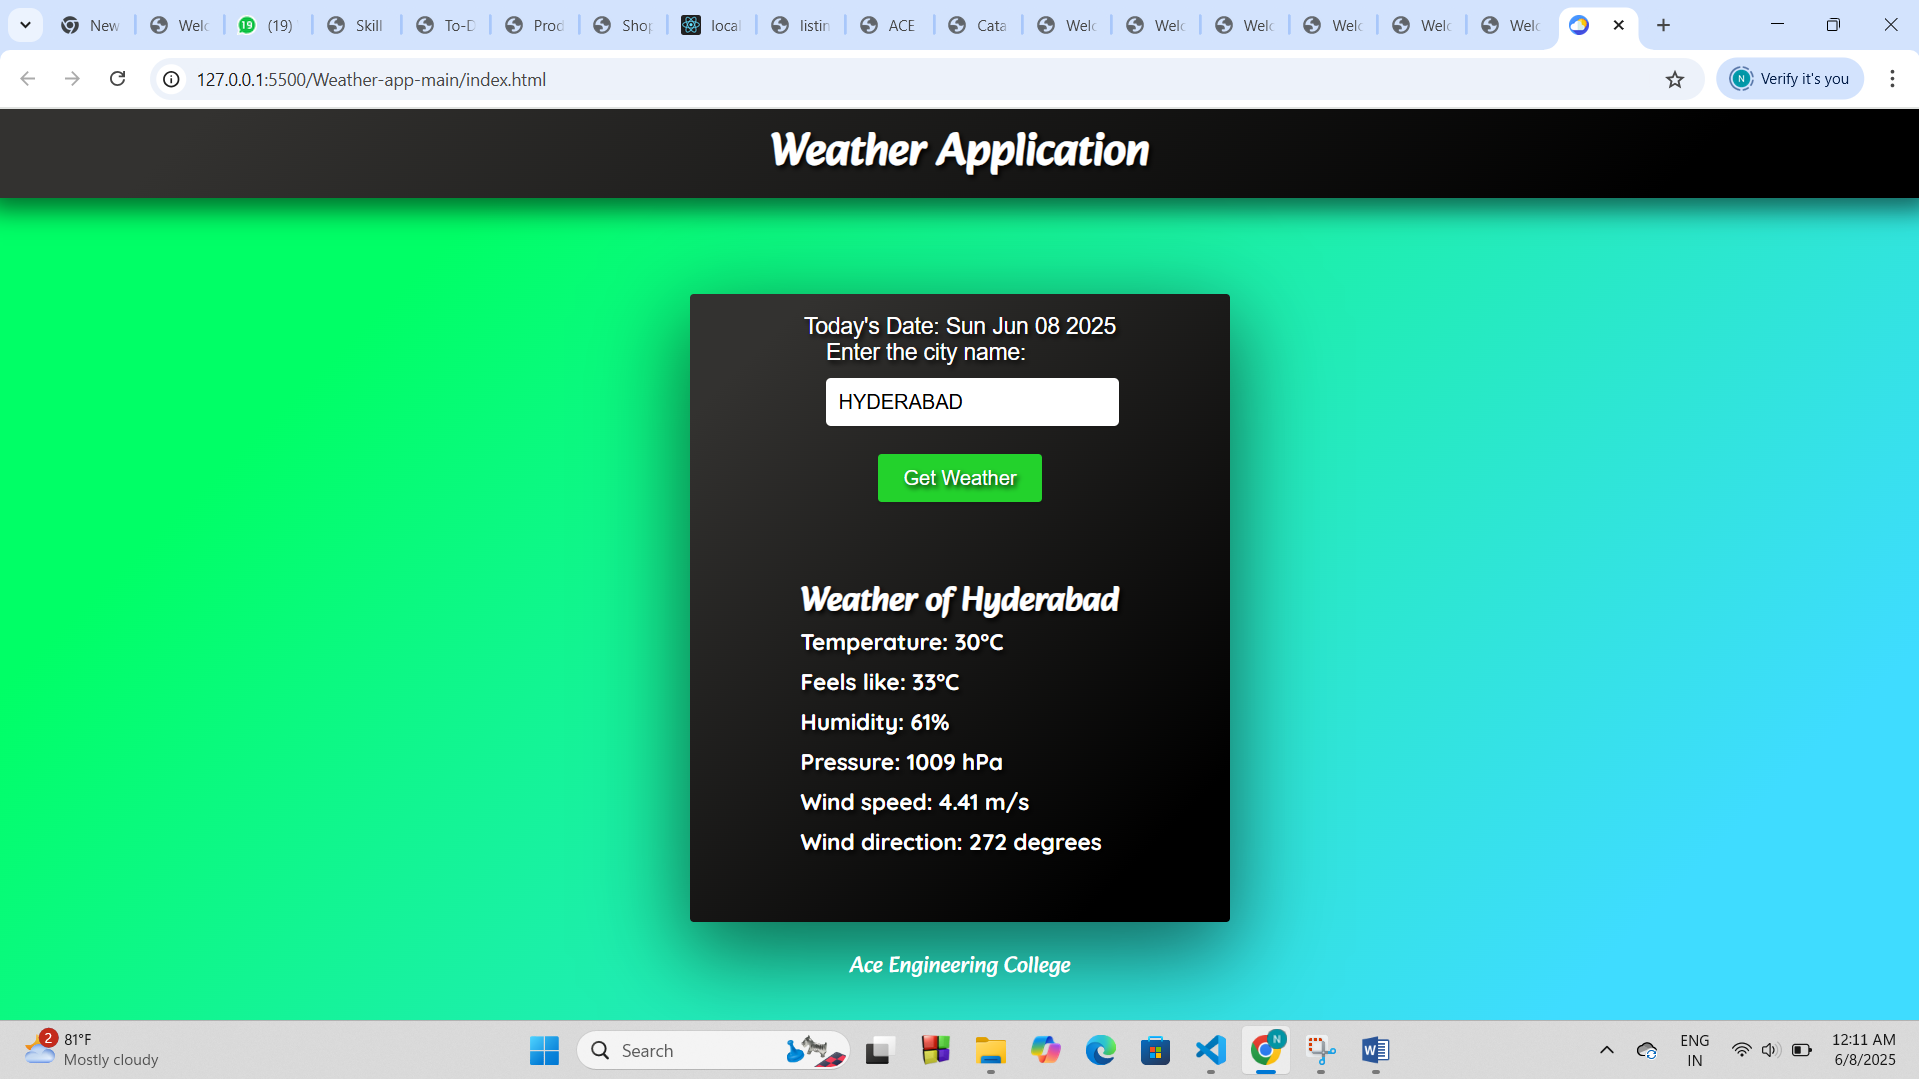 New
Welc
19
(19)
Skill
To-D
Prod
Shop
local
listin
ACE
Cata
Welc
Welc
Welc
Welc
Welc
Welc
127.0.0.1:5500/Weather-app-main/index.html
N
Verify it's you
Weather Application
Today's Date: Sun Jun 08 2025
Enter the city name:
HYDERABAD
Get Weather
Weather of Hyderabad
Temperature: 30°C
Feels like: 33°C
Humidity: 61%
Pressure: 1009 hPa
Wind speed: 4.41 m/s
Wind direction: 272 degrees
Ace Engineering College
2
81°F
Mostly cloudy
Search
N
W
ENG
IN
12:11 AM
6/8/2025